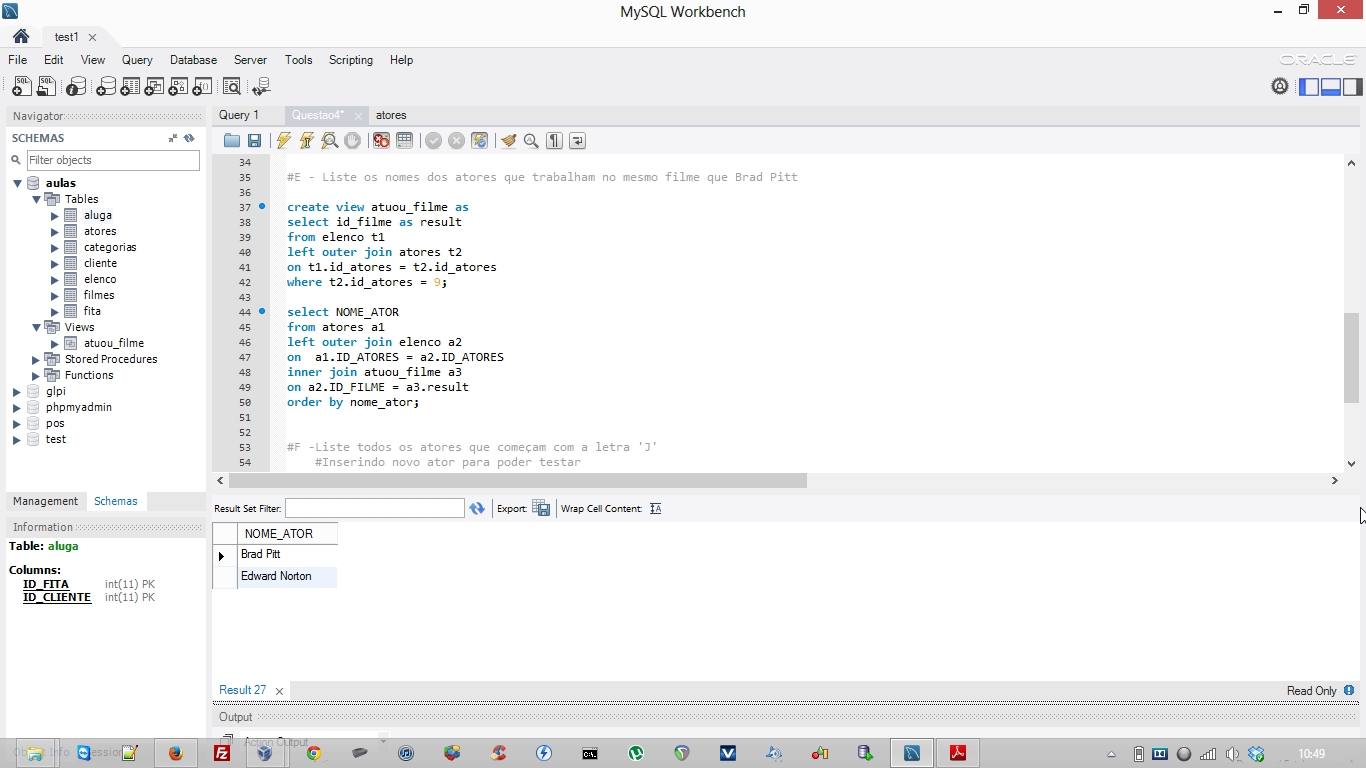 MySQL Workbench
test1
File Edit View Query Database Server Tools Scripting Help
ORACLE
Navigator
SCHEMAS
Filter objects
aulas
Tables
aluga
atores
categorias
cliente
elenco
filmes
fita
Views
atuou_filme
Stored Procedures
Functions
glpi
phpmyadmin
pos
test
Management Schemas
Information
Table: aluga
Columns:
ID_FITA int(11) PK
ID_CLIENTE int(11) PK
Query 1 Questao4* atores
34
35 #E - Liste os nomes dos atores que trabalham no mesmo filme que Brad Pitt
36
37 create view atuou_filme as
38 select id_filme as result
39 from elenco t1
40 left outer join atores t2
41 on t1.id_atores = t2.id_atores
42 where t2.id_atores = 9;
43
44 select NOME_ATOR
45 from atores a1
46 left outer join elenco a2
47 on a1.ID_ATORES = a2.ID_ATORES
48 inner join atuou_filme a3
49 on a2.ID_FILME = a3.result
50 order by nome_ator;
51
52
53 #F -Liste todos os atores que começam com a letra 'J'
54 #Inserindo novo ator para poder testar
Result Set Filter: Export: Wrap Cell Content:
NOME_ATOR
Brad Pitt
Edward Norton
Result 27 Read Only
Output
Action Output
10:49